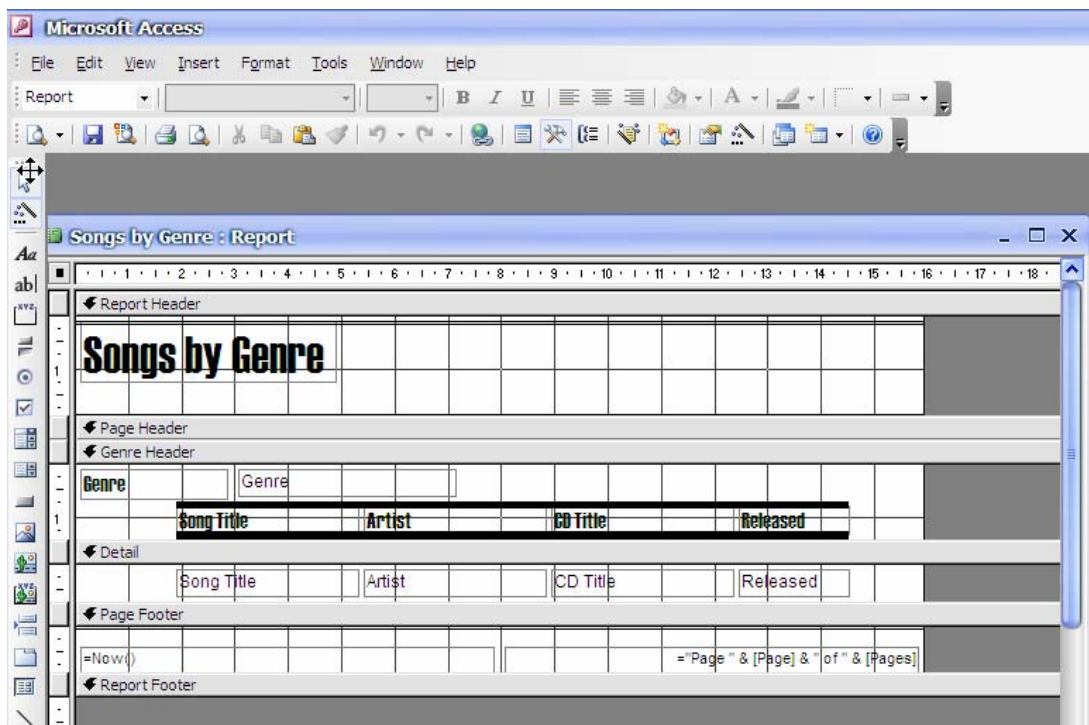 Microsoft Access
File Edit View Insert Format Tools Window Help
Report B I U A
Songs by Genre : Report
Aa
ab|
XYZ
1 2 3 4 5 6 7 8 9 10 11 12 13 14 15 16 17 18
Report Header
Songs by Genre
1
Page Header
Genre Header
Genre Genre
1 Song Title Artist CD Title Released
Detail
Song Title Artist CD Title Released
Page Footer
=Now() ="Page " & [Page] & " of " & [Pages]
Report Footer